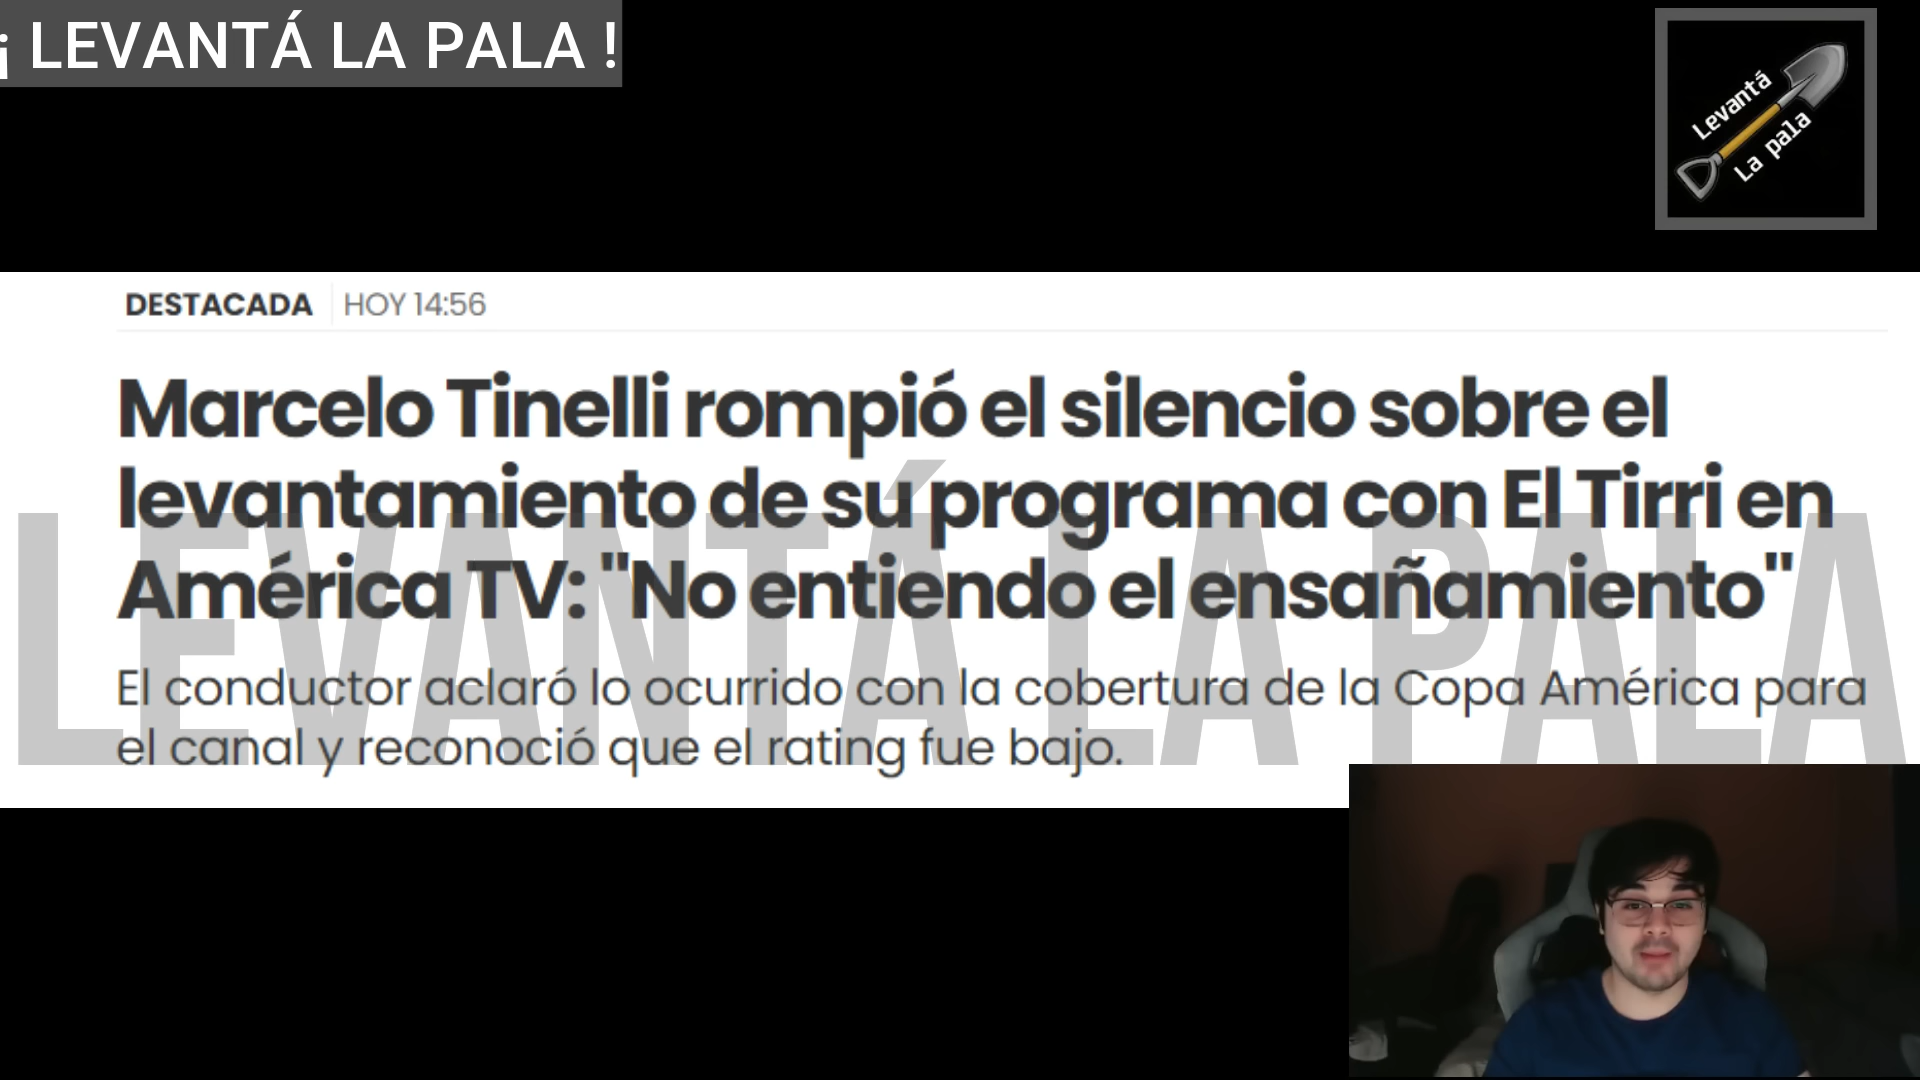 ¡ LEVANTÁ LA PALA !
Levantá
La pala
DESTACADA HOY 14:56
Marcelo Tinelli rompió el silencio sobre el
levantamiento de su programa con El Tirri en
América TV: "No entiendo el ensañamiento"
LEVANTÁ LA PALA
El conductor aclaró lo ocurrido con la cobertura de la Copa América para
el canal y reconoció que el rating fue bajo.